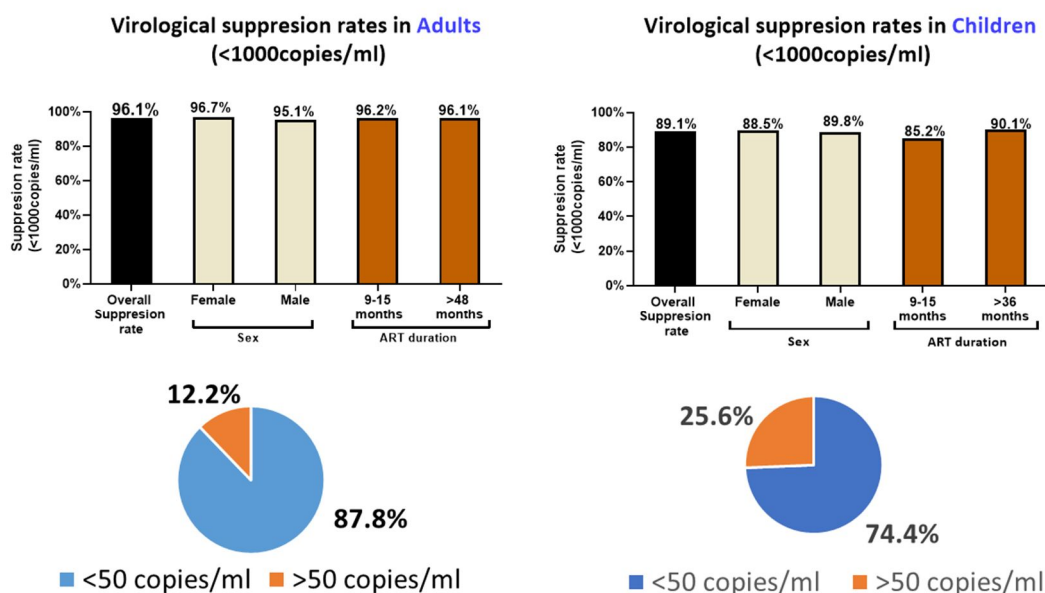 Virological suppresion rates in Adults
(<1000copies/ml)
96.1%
96.7%
95.1%
96.2%
96.1%
100%
80%
60%
40%
20%
0%
Suppresion rate
(<1000copies/ml)
Overall
Suppresion
rate
Female
Male
9-15
months
>48
months
Sex
ART duration
12.2%
87.8%
<50 copies/ml
>50 copies/ml
Virological suppresion rates in Children
(<1000copies/ml)
89.1%
88.5%
89.8%
85.2%
90.1%
100%
80%
60%
40%
20%
0%
Suppresion rate
(<1000copies/ml)
Overall
Suppresion
rate
Female
Male
9-15
months
>36
months
Sex
ART duration
25.6%
74.4%
<50 copies/ml
>50 copies/ml